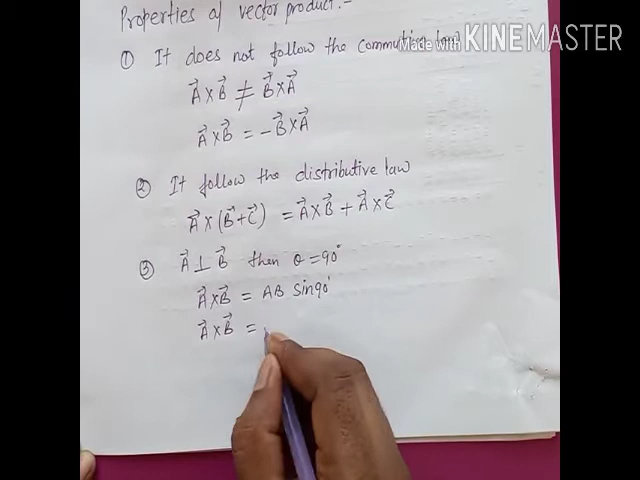 Properties of vector product:-
① It does not follow the commutive law
Made with KINEMASTER
A⃗ × B⃗ ≠ B⃗ × A⃗
A⃗ × B⃗ = - B⃗ × A⃗
② It follow the distributive law
A⃗ × (B⃗ + C⃗) = A⃗ × B⃗ + A⃗ × C⃗
③ A⃗ ⊥ B⃗ then θ = 90°
A⃗ × B⃗ = AB sin90°
A⃗ × B⃗ =